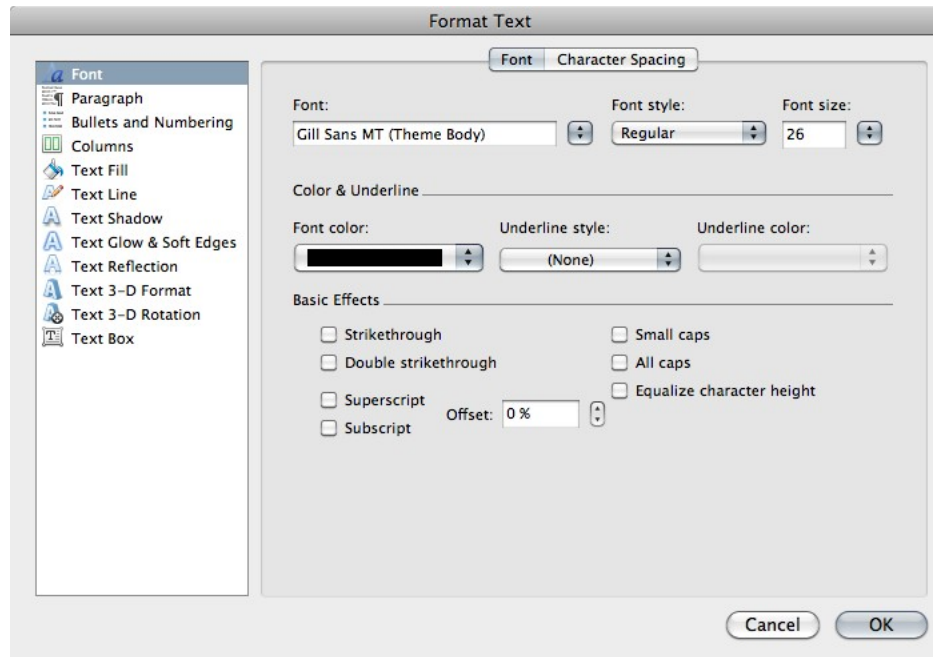 Format Text
Font
Paragraph
Bullets and Numbering
Columns
Text Fill
Text Line
Text Shadow
Text Glow & Soft Edges
Text Reflection
Text 3-D Format
Text 3-D Rotation
Text Box
Font Character Spacing
Font: Font style: Font size:
Gill Sans MT (Theme Body) Regular 26
Color & Underline
Font color: Underline style: Underline color:
(None)
Basic Effects
Strikethrough Small caps
Double strikethrough All caps
Equalize character height
Superscript
Offset: 0 %
Subscript
Cancel OK